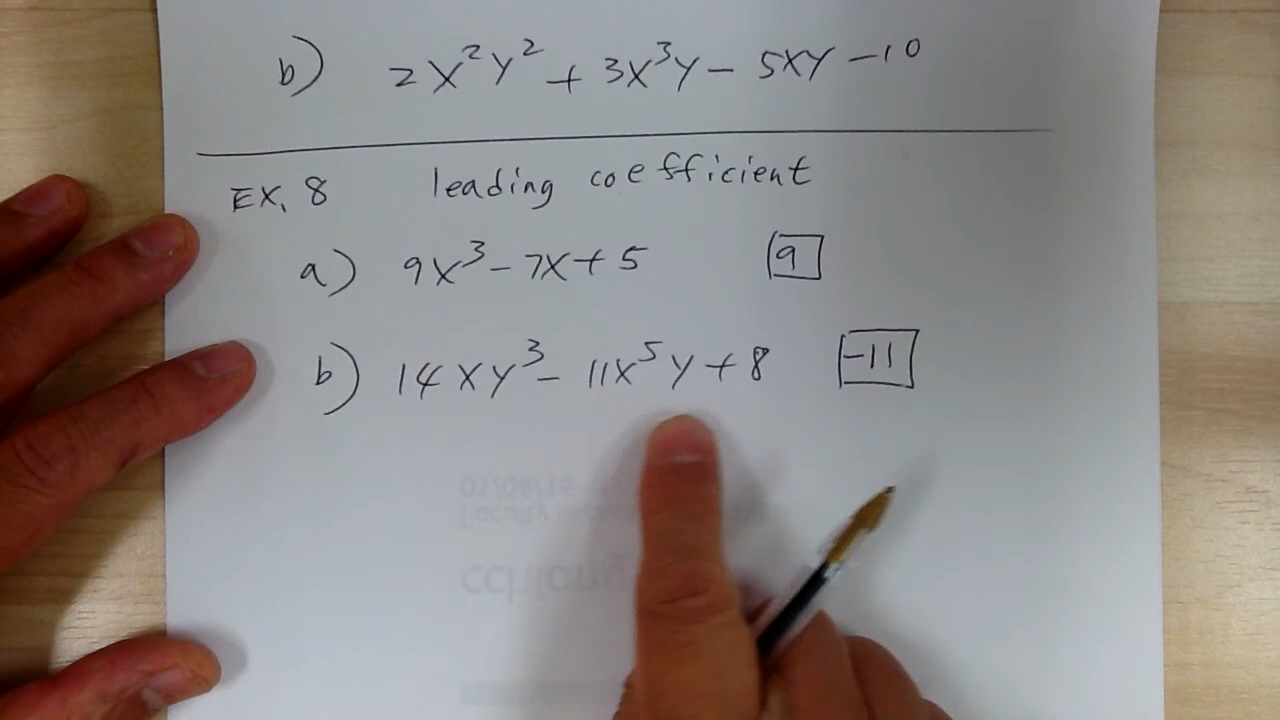 b) 2x²y² + 3x³y - 5xy - 10
EX. 8 leading coefficient
a) 9x³ - 7x + 5 9
b) 14xy³ - 11x⁵y + 8 -11